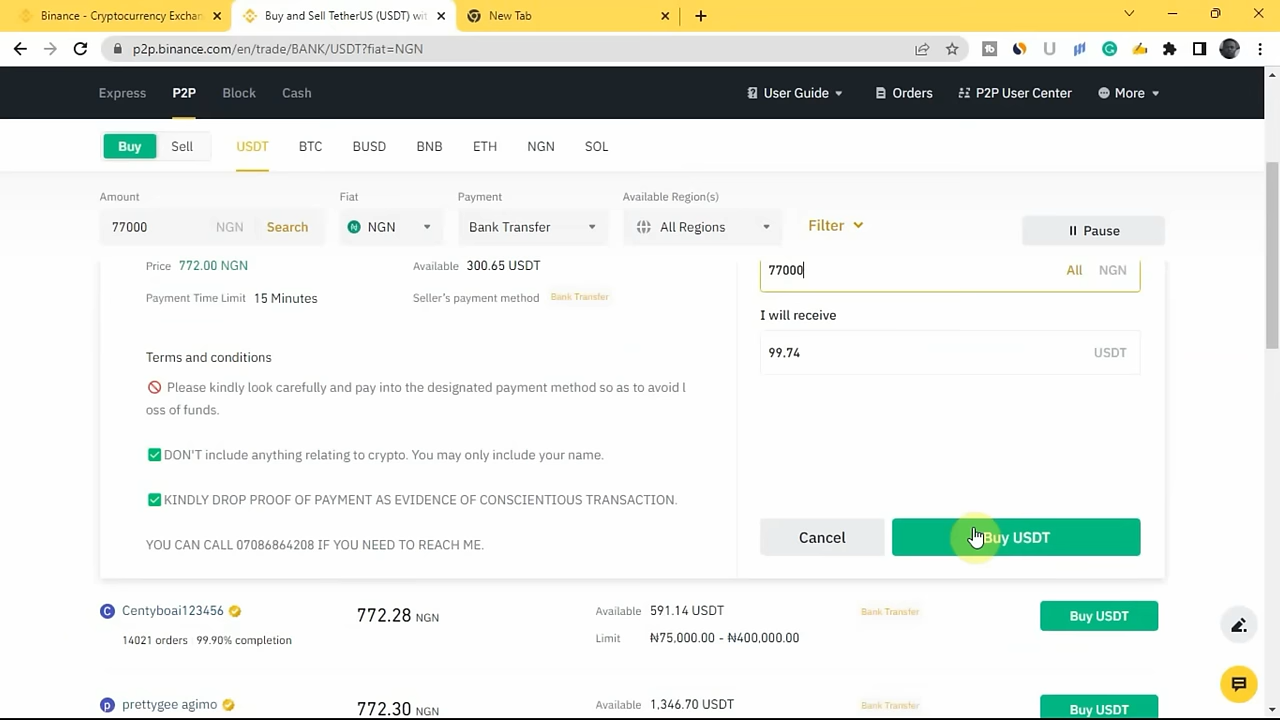 Binance - Cryptocurrency Exchan
Buy and Sell TetherUS (USDT) wit
New Tab
p2p.binance.com/en/trade/BANK/USDT?fiat=NGN
Express P2P Block Cash User Guide Orders P2P User Center More
Buy Sell USDT BTC BUSD BNB ETH NGN SOL
Amount Fiat Payment Available Region(s)
77000 NGN Search NGN Bank Transfer All Regions Filter Pause
Price 772.00 NGN Available 300.65 USDT
77000 All NGN
Payment Time Limit 15 Minutes Seller's payment method Bank Transfer
I will receive
99.74 USDT
Terms and conditions
🚫 Please kindly look carefully and pay into the designated payment method so as to avoid l
oss of funds.
✅DON'T include anything relating to crypto. You may only include your name.
✅KINDLY DROP PROOF OF PAYMENT AS EVIDENCE OF CONSCIENTIOUS TRANSACTION.
YOU CAN CALL 07086864208 IF YOU NEED TO REACH ME.
Cancel Buy USDT
C Centyboai123456 772.28 NGN Available 591.14 USDT Bank Transfer Buy USDT
14021 orders 99.90% completion Limit ₦75,000.00 - ₦400,000.00
p prettygee agimo 772.30 NGN Available 1,346.70 USDT Bank Transfer Buy USDT